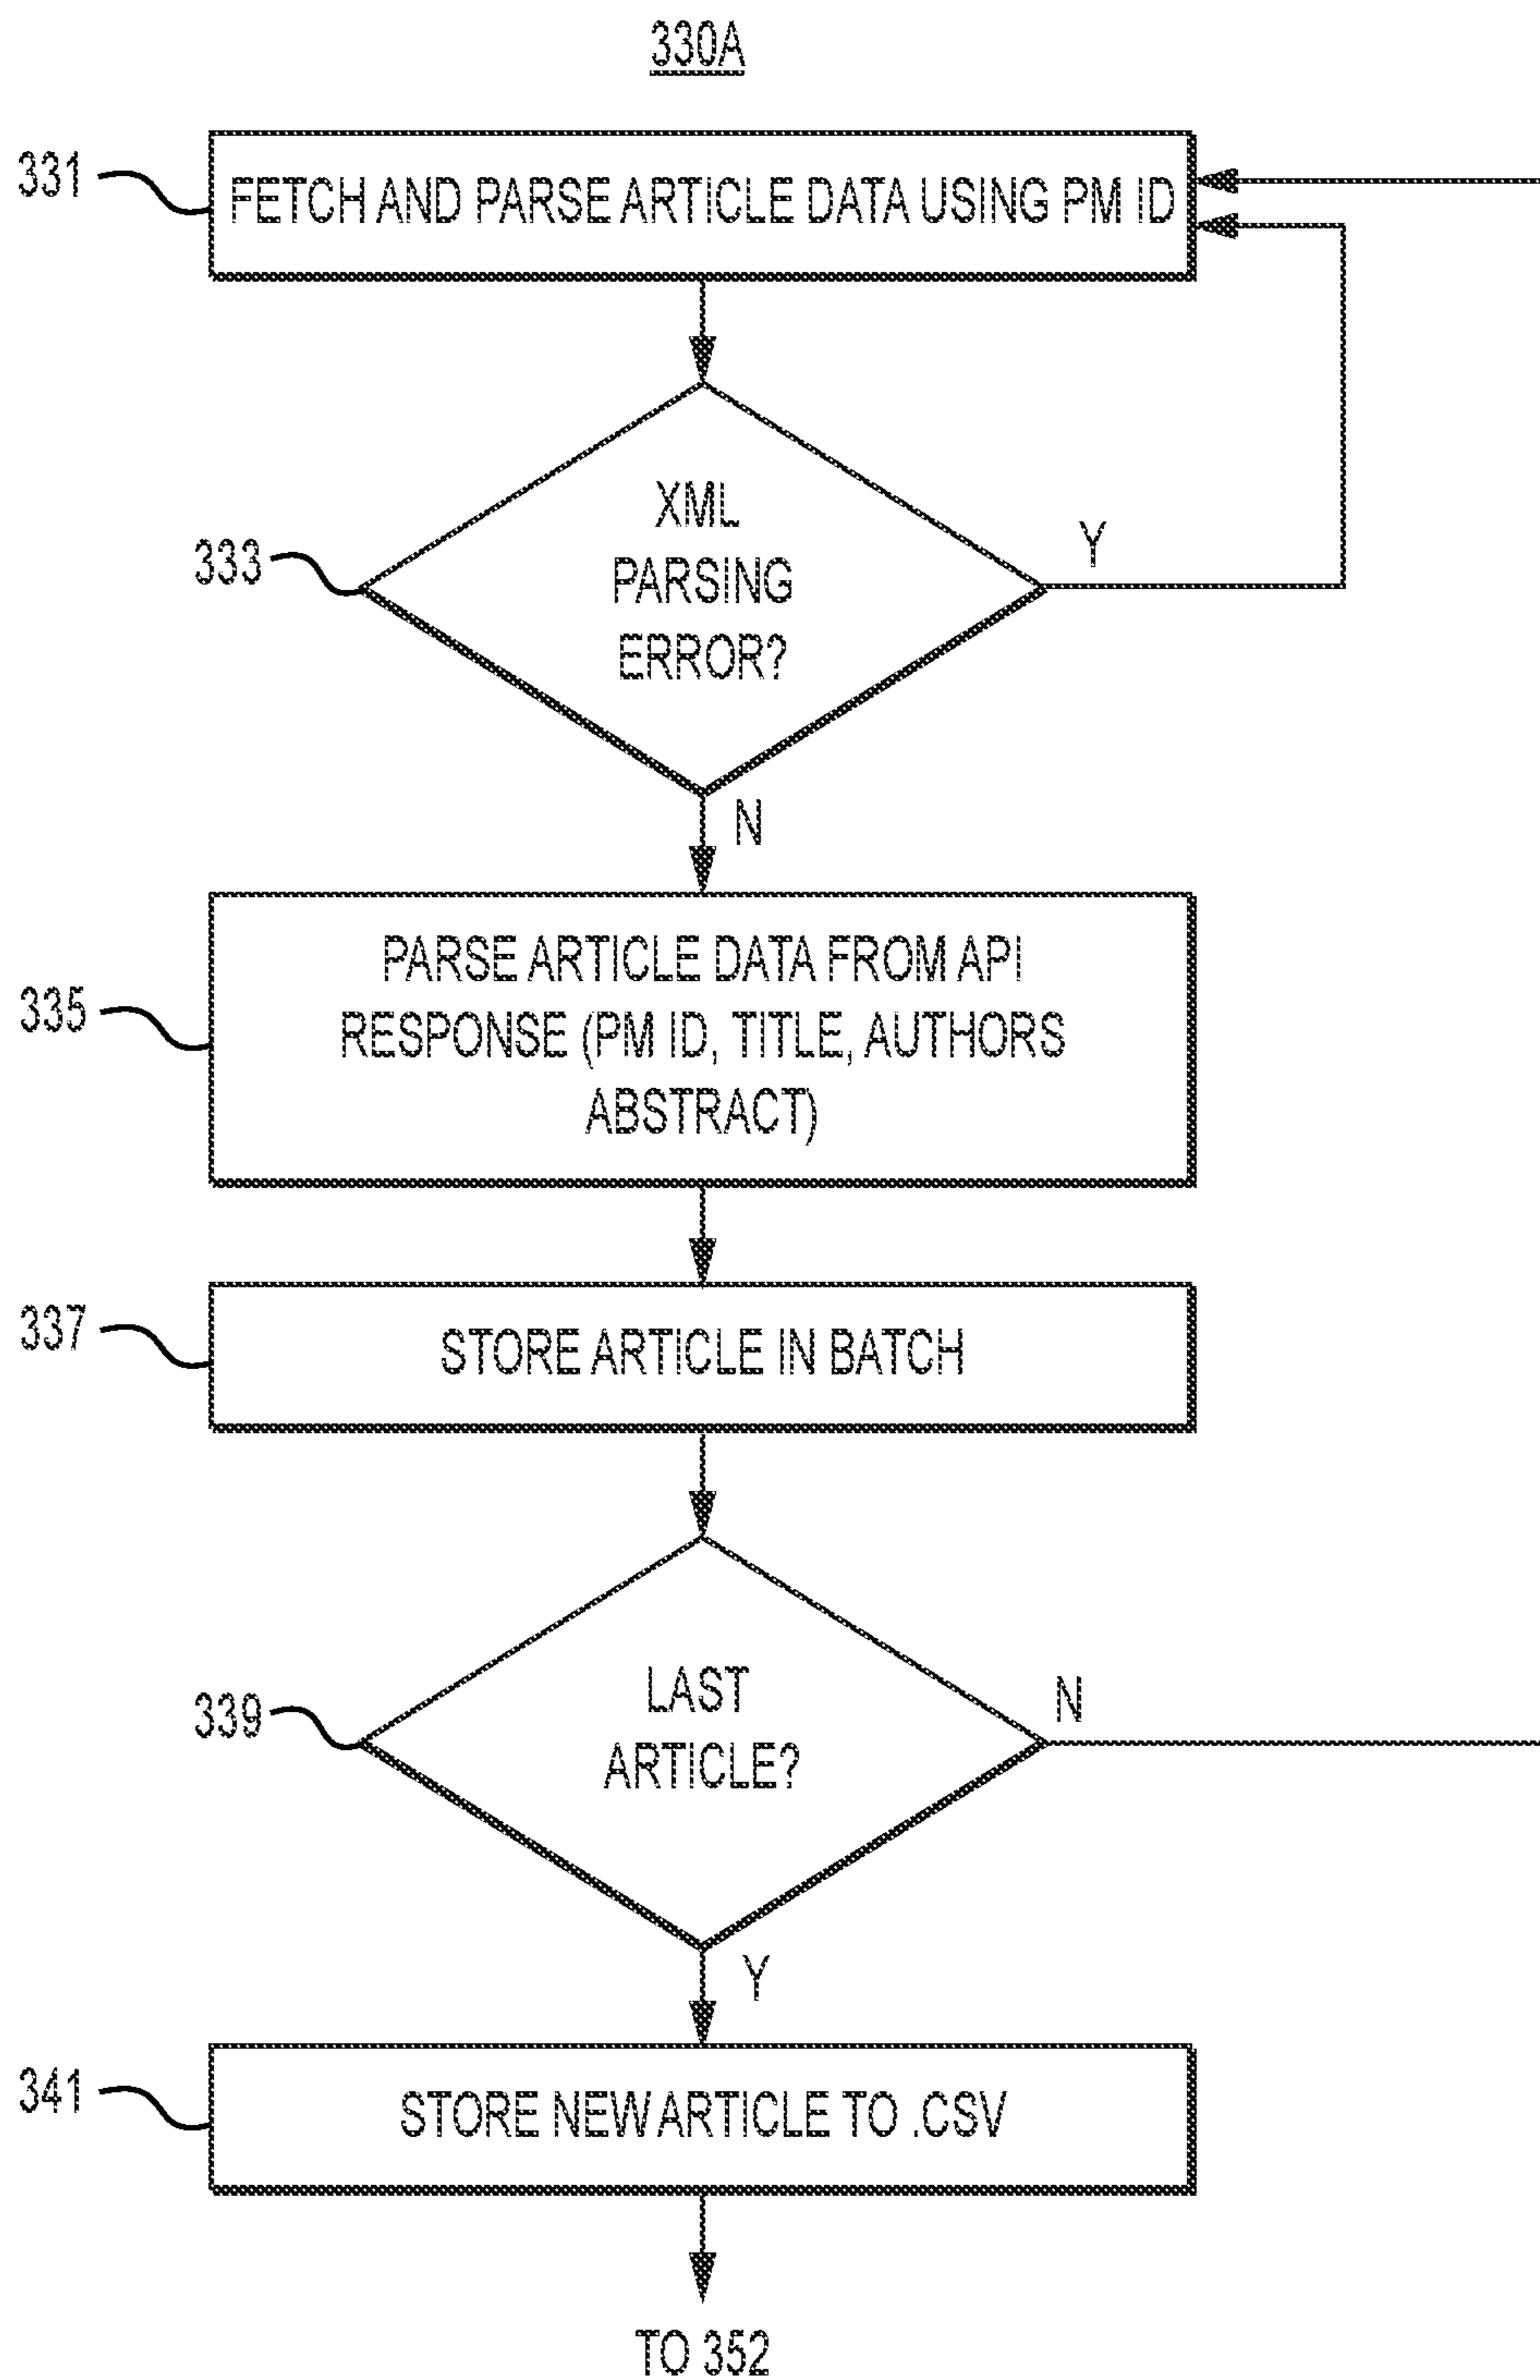 330A
331
FETCH AND PARSE ARTICLE DATA USING PM ID
333
XML
PARSING
ERROR?
Y
N
335
PARSE ARTICLE DATA FROM API
RESPONSE (PM ID, TITLE, AUTHORS
ABSTRACT)
337
STORE ARTICLE IN BATCH
339
LAST
ARTICLE?
N
Y
341
STORE NEW ARTICLE TO .CSV
TO 352